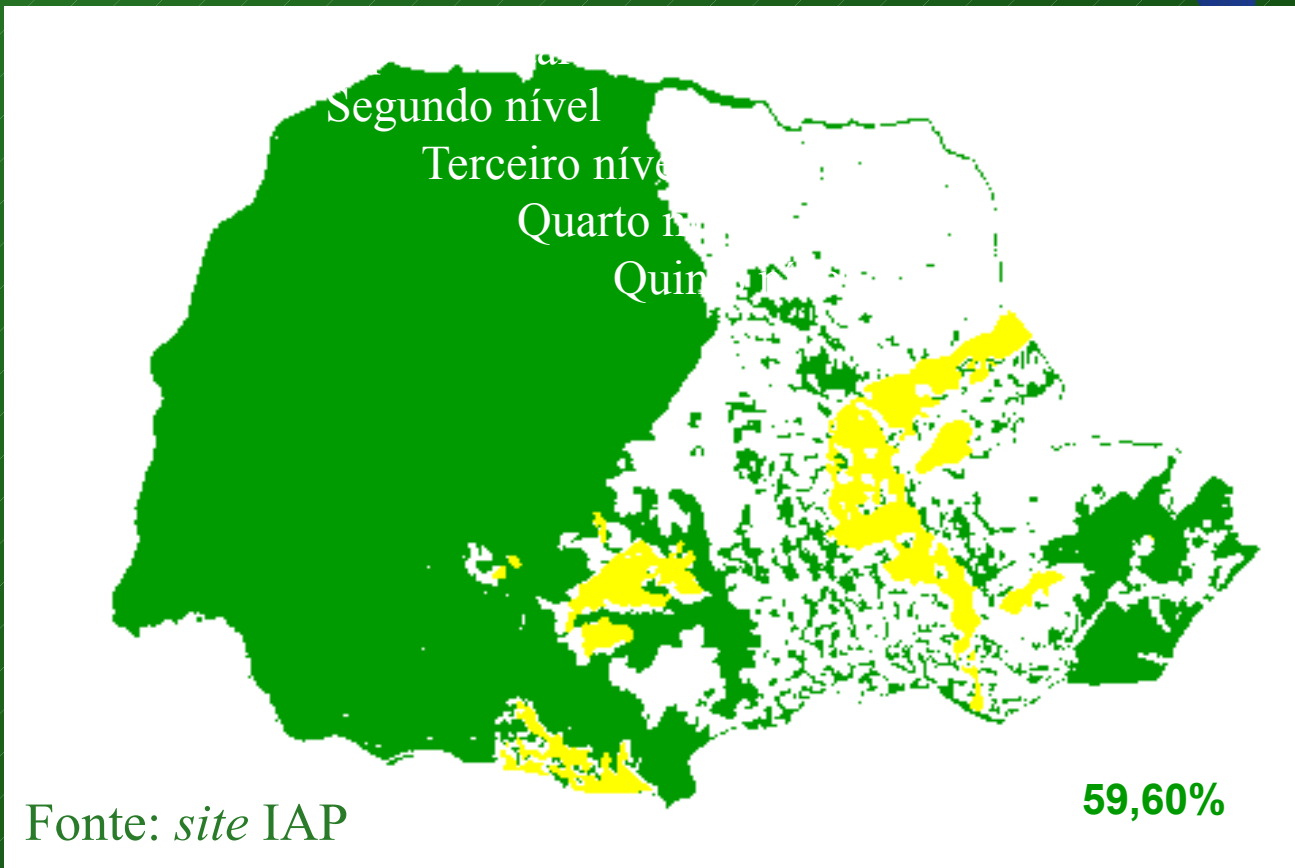 Segundo nível
Terceiro níve
Quarto n
Quin
59,60%
Fonte: site IAP